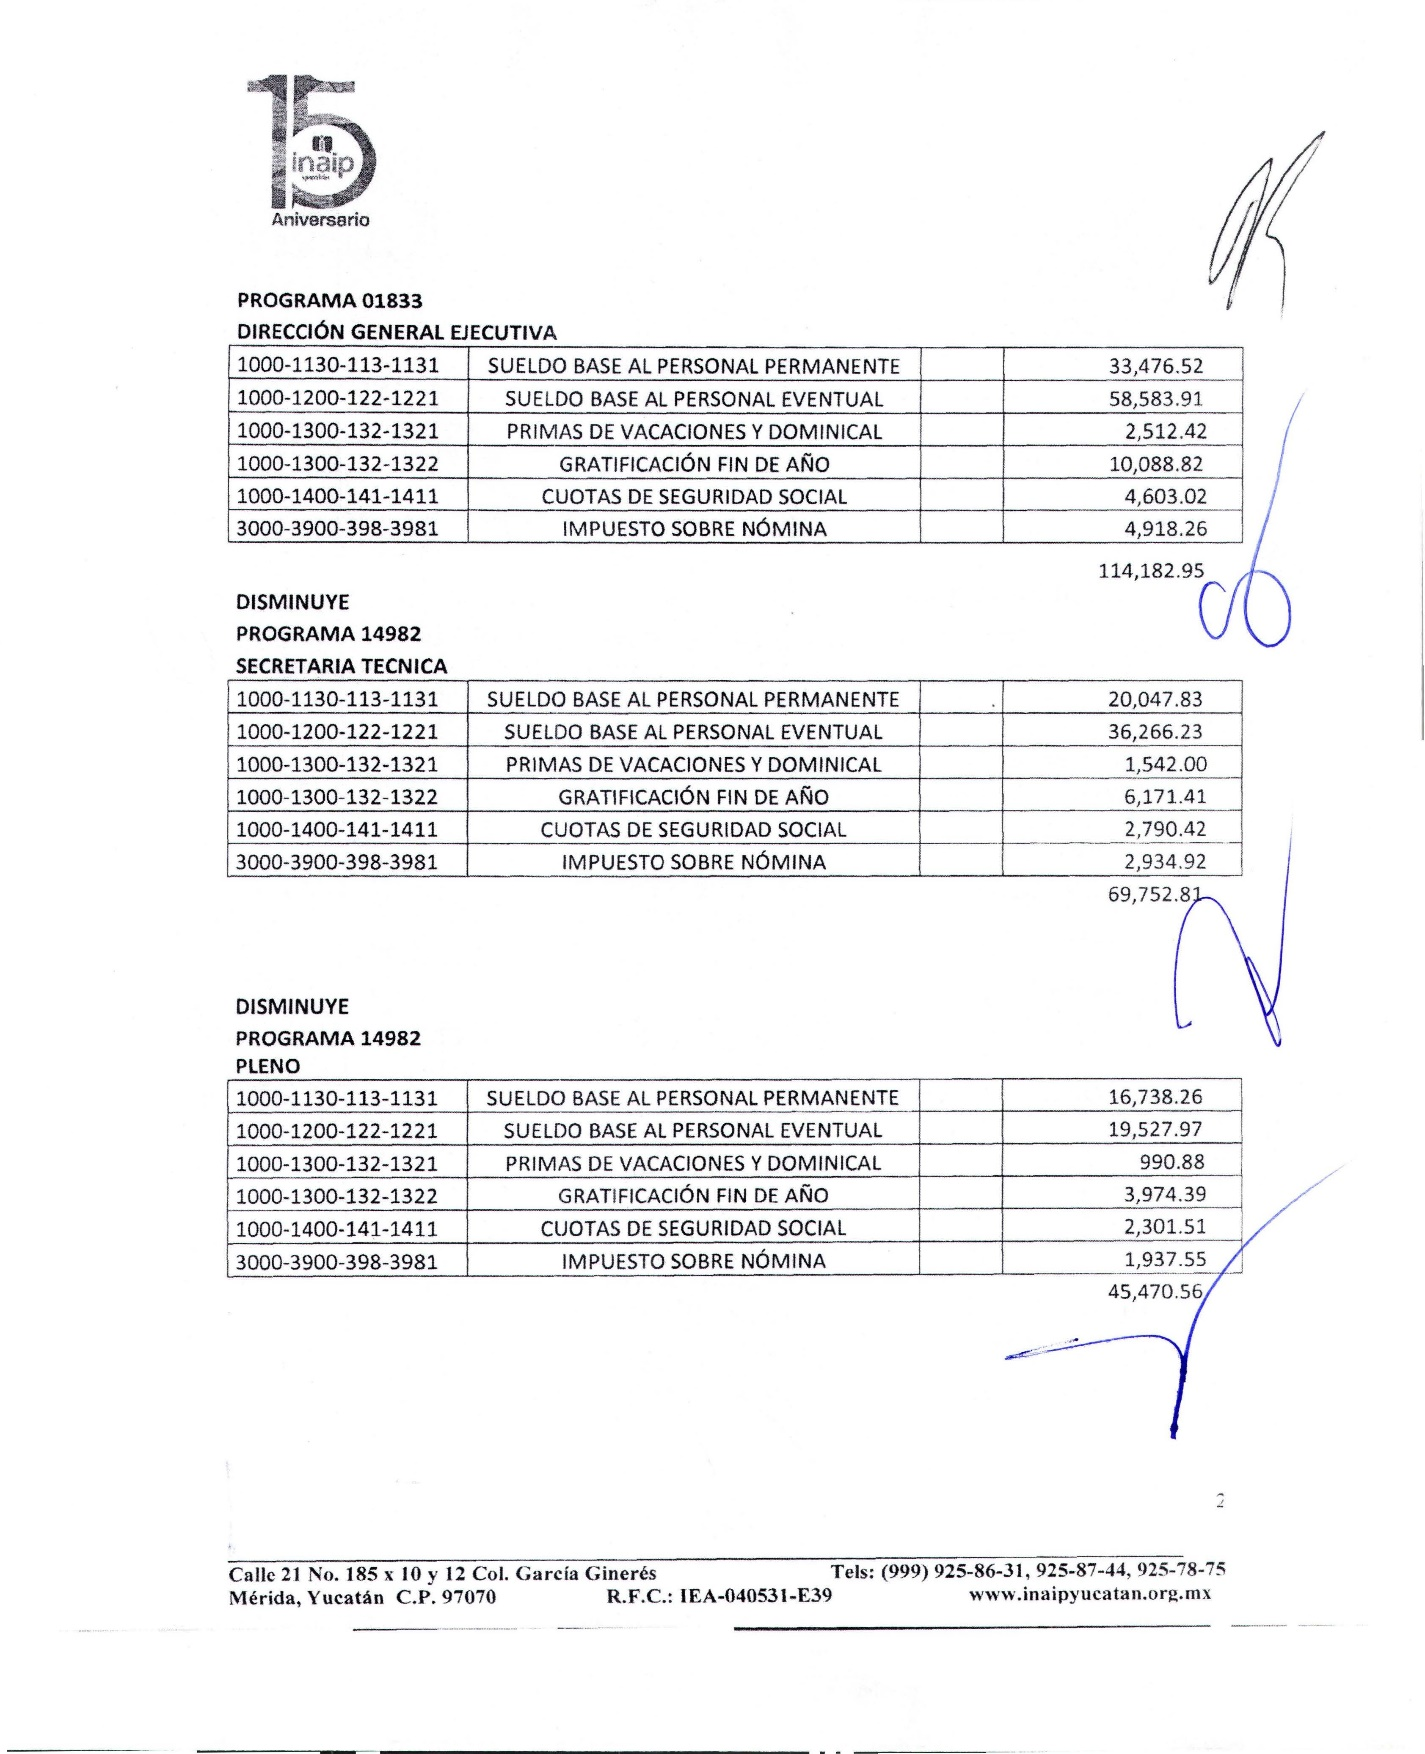 15
inaip
Aniversario
PROGRAMA 01833
DIRECCIÓN GENERAL EJECUTIVA
1000-1130-113-1131 SUELDO BASE AL PERSONAL PERMANENTE 33,476.52
1000-1200-122-1221 SUELDO BASE AL PERSONAL EVENTUAL 58,583.91
1000-1300-132-1321 PRIMAS DE VACACIONES Y DOMINICAL 2,512.42
1000-1300-132-1322 GRATIFICACIÓN FIN DE AÑO 10,088.82
1000-1400-141-1411 CUOTAS DE SEGURIDAD SOCIAL 4,603.02
3000-3900-398-3981 IMPUESTO SOBRE NÓMINA 4,918.26
114,182.95
DISMINUYE
PROGRAMA 14982
SECRETARIA TECNICA
1000-1130-113-1131 SUELDO BASE AL PERSONAL PERMANENTE 20,047.83
1000-1200-122-1221 SUELDO BASE AL PERSONAL EVENTUAL 36,266.23
1000-1300-132-1321 PRIMAS DE VACACIONES Y DOMINICAL 1,542.00
1000-1300-132-1322 GRATIFICACIÓN FIN DE AÑO 6,171.41
1000-1400-141-1411 CUOTAS DE SEGURIDAD SOCIAL 2,790.42
3000-3900-398-3981 IMPUESTO SOBRE NÓMINA 2,934.92
69,752.81
DISMINUYE
PROGRAMA 14982
PLENO
1000-1130-113-1131 SUELDO BASE AL PERSONAL PERMANENTE 16,738.26
1000-1200-122-1221 SUELDO BASE AL PERSONAL EVENTUAL 19,527.97
1000-1300-132-1321 PRIMAS DE VACACIONES Y DOMINICAL 990.88
1000-1300-132-1322 GRATIFICACIÓN FIN DE AÑO 3,974.39
1000-1400-141-1411 CUOTAS DE SEGURIDAD SOCIAL 2,301.51
3000-3900-398-3981 IMPUESTO SOBRE NÓMINA 1,937.55
45,470.56
2
Calle 21 No. 185 x 10 y 12 Col. García Ginerés Tels: (999) 925-86-31, 925-87-44, 925-78-75
Mérida, Yucatán C.P. 97070 R.F.C.: IEA-040531-E39 www.inaipyucatan.org.mx